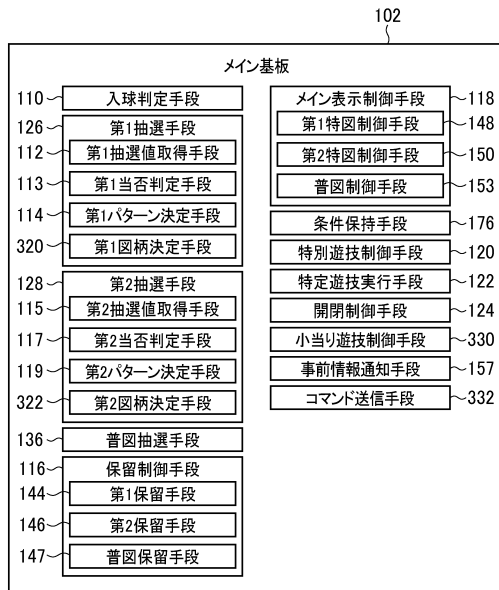 102
メイン基板
110 入球判定手段
126 第1抽選手段
112 第1抽選値取得手段
113 第1当否判定手段
114 第1パターン決定手段
320 第1図柄決定手段
128 第2抽選手段
115 第2抽選値取得手段
117 第2当否判定手段
119 第2パターン決定手段
322 第2図柄決定手段
136 普図抽選手段
116 保留制御手段
144 第1保留手段
146 第2保留手段
147 普図保留手段
メイン表示制御手段 118
第1特図制御手段 148
第2特図制御手段 150
普図制御手段 153
条件保持手段 176
特別遊技制御手段 120
特定遊技実行手段 122
開閉制御手段 124
小当り遊技制御手段 330
事前情報通知手段 157
コマンド送信手段 332